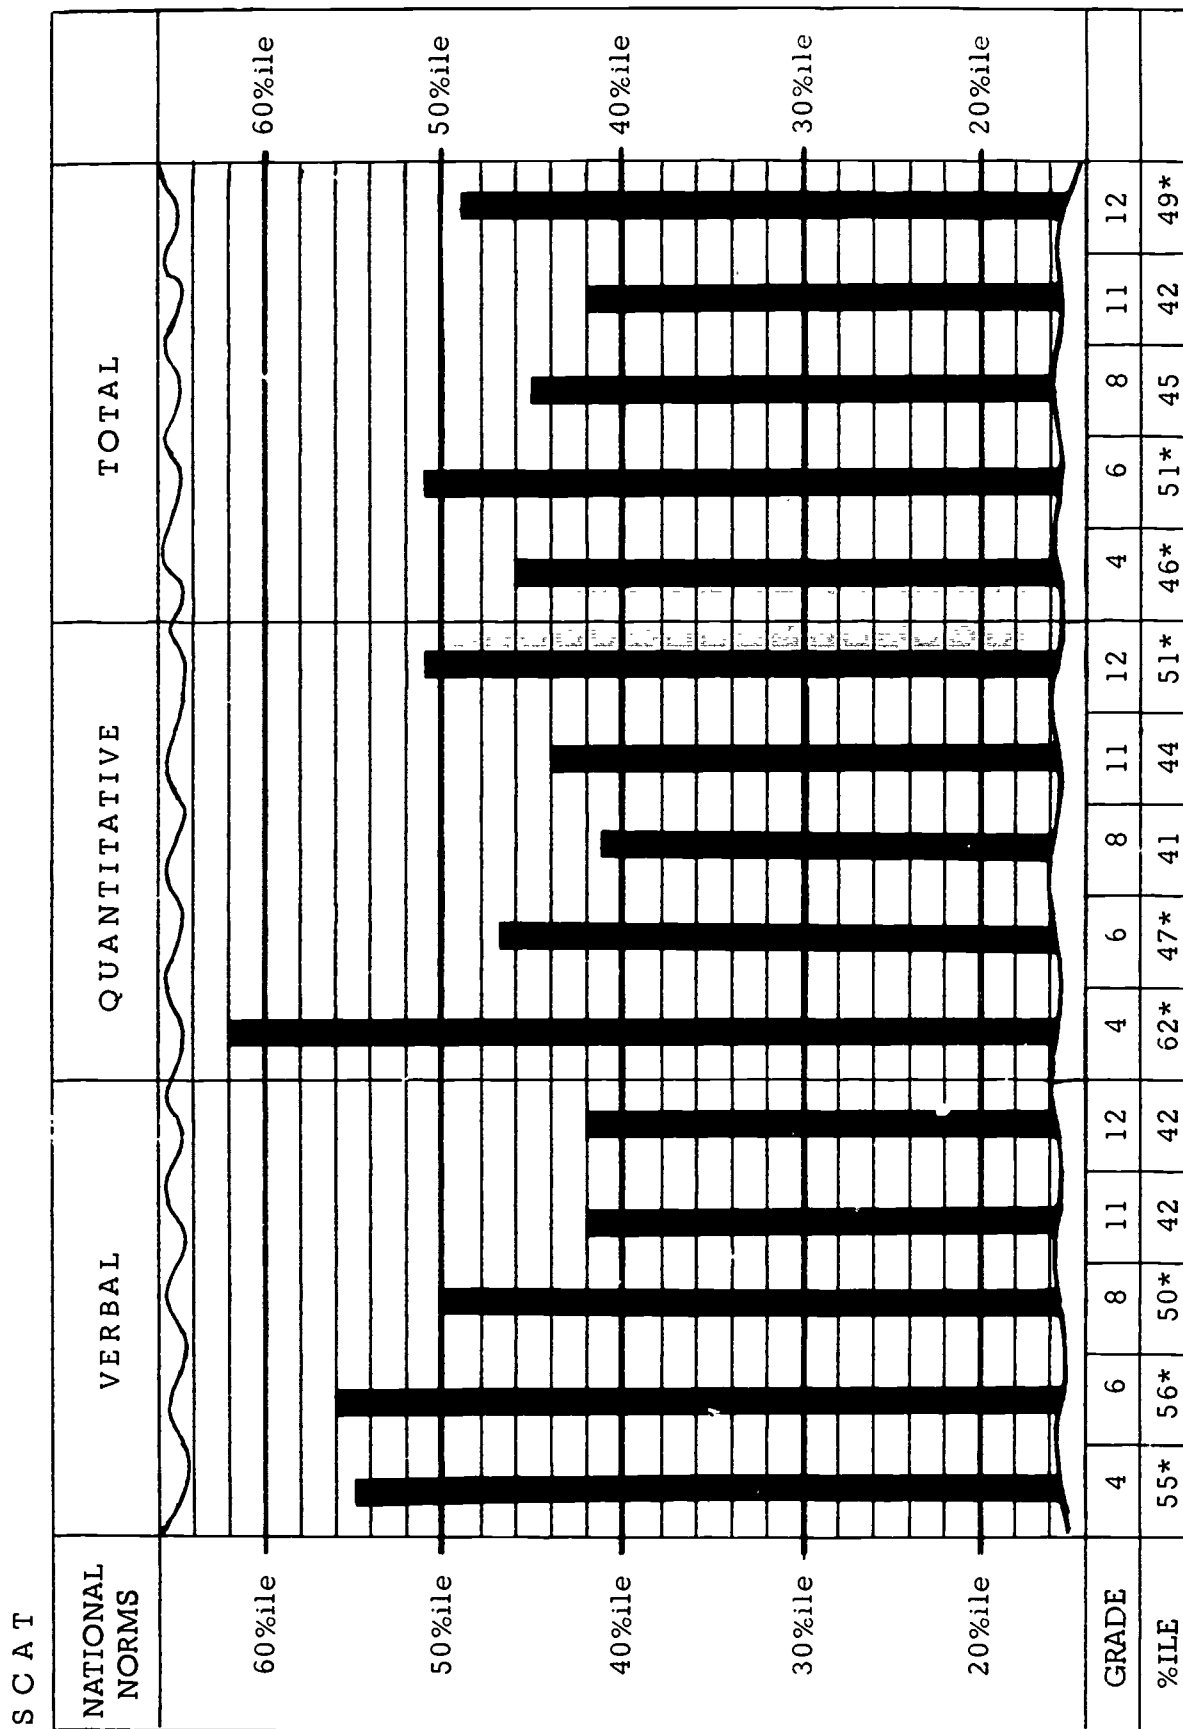 SCAT
NATIONAL NORMS VERBAL QUANTITATIVE TOTAL
60%ile 60%ile
50%ile 50%ile
40%ile 40%ile
30%ile 30%ile
20%ile 20%ile
GRADE 4 6 8 11 12 4 6 8 11 12 4 6 8 11 12
%ILE 55* 56* 50* 42 42 62* 47* 41 44 51* 46* 51* 45 42 49*